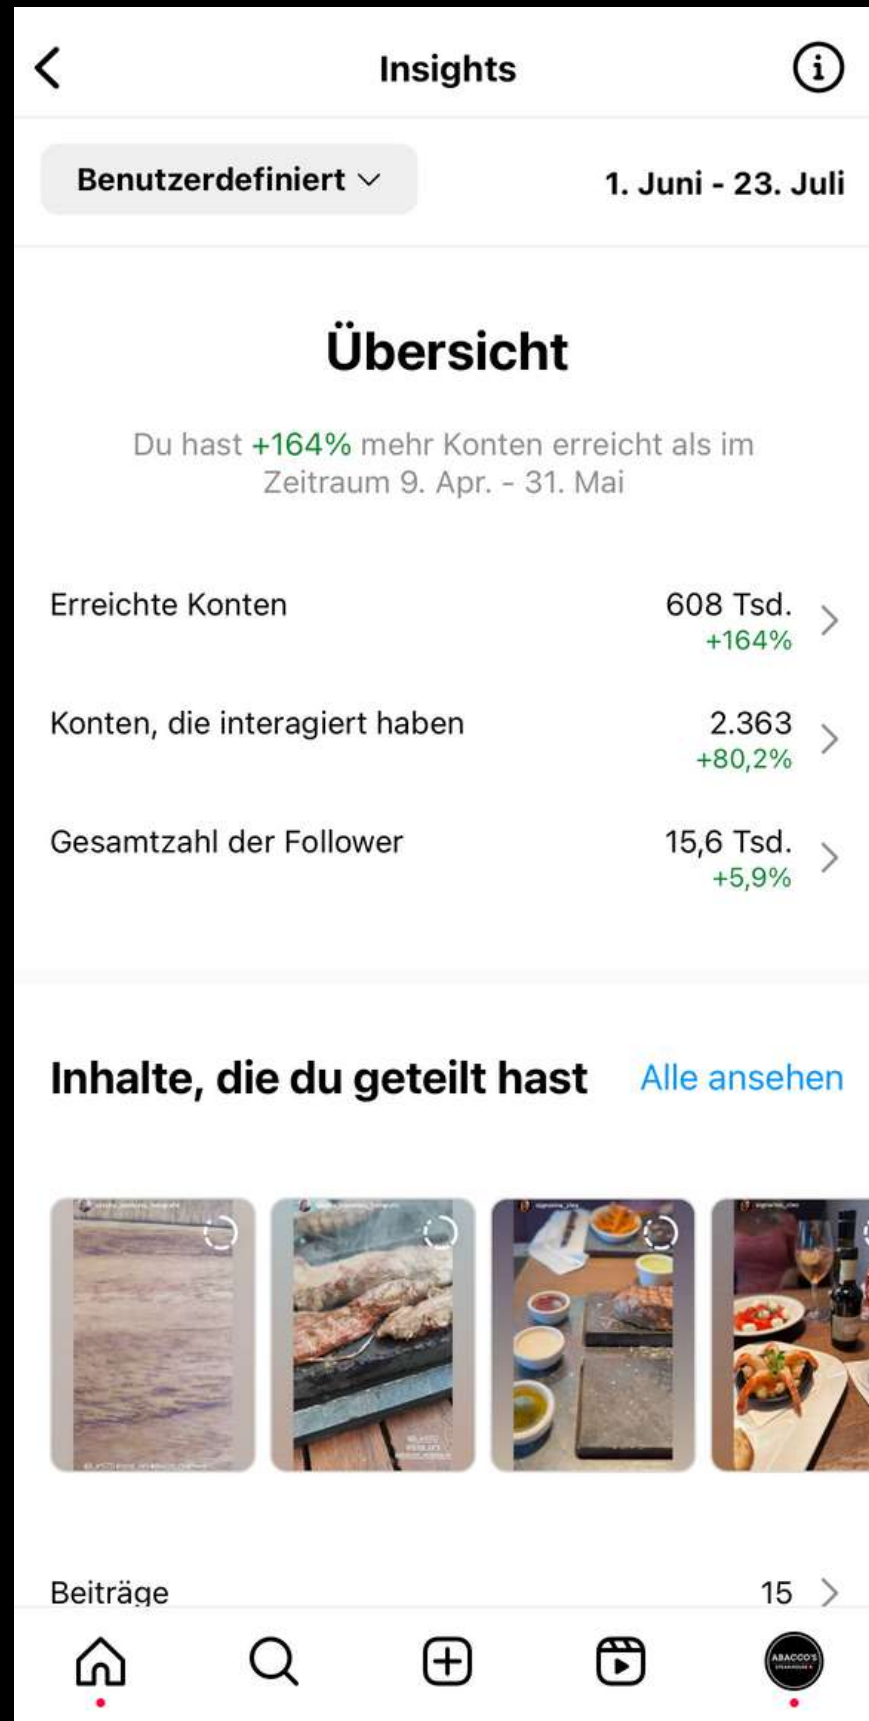 Insights
Benutzerdefiniert
1. Juni - 23. Juli
Übersicht
Du hast +164% mehr Konten erreicht als im
Zeitraum 9. Apr. - 31. Mai
Erreichte Konten
608 Tsd.
+164%
Konten, die interagiert haben
2.363
+80,2%
Gesamtzahl der Follower
15,6 Tsd.
+5,9%
Inhalte, die du geteilt hast
Alle ansehen
Beiträge
15
ABACCO'S
STEAKHOUSE